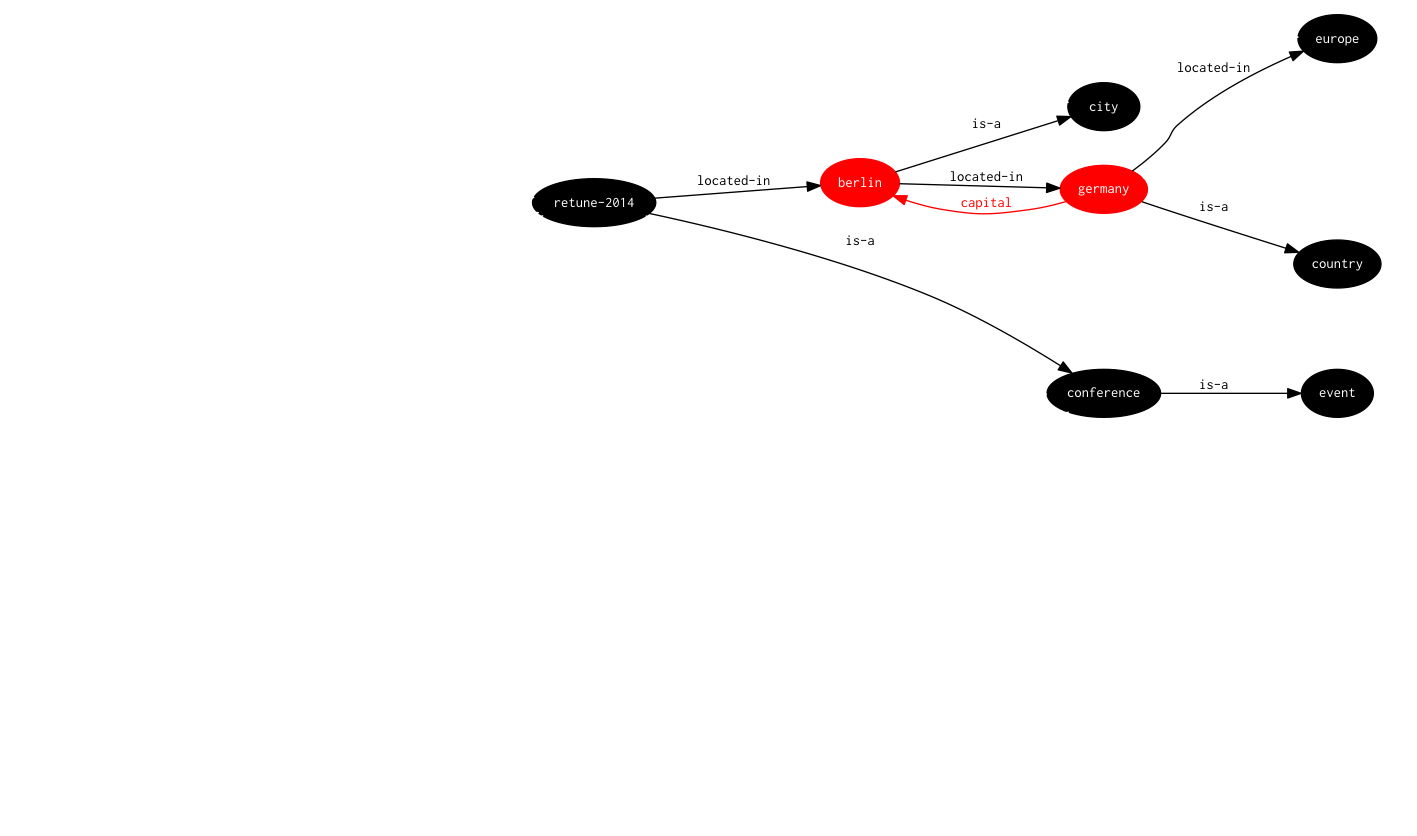 europe
located-in
city
is-a
located-in
berlin
located-in
germany
capital
retune-2014
is-a
is-a
country
conference
is-a
event